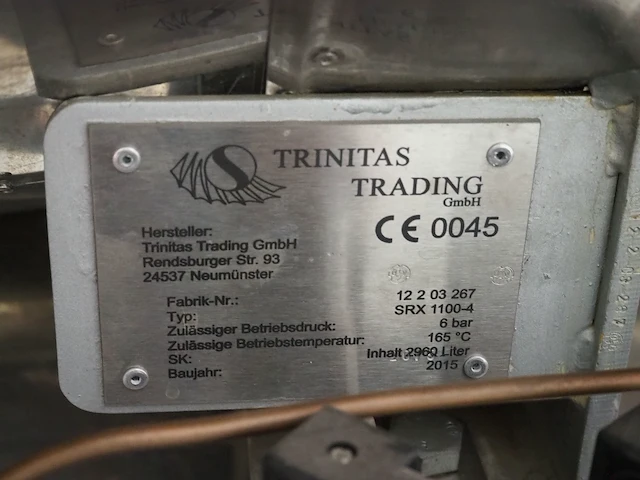 TRINITAS
TRADING
GmbH
CE 0045
Hersteller:
Trinitas Trading GmbH
Rendsburger Str. 93
24537 Neumünster
Fabrik-Nr.: 12 2 03 267
Typ: SRX 1100-4
Zulässiger Betriebsdruck: 6 bar
Zulässige Betriebstemperatur: 165 °C
SK: Inhalt 2960 Liter
Baujahr: 2015